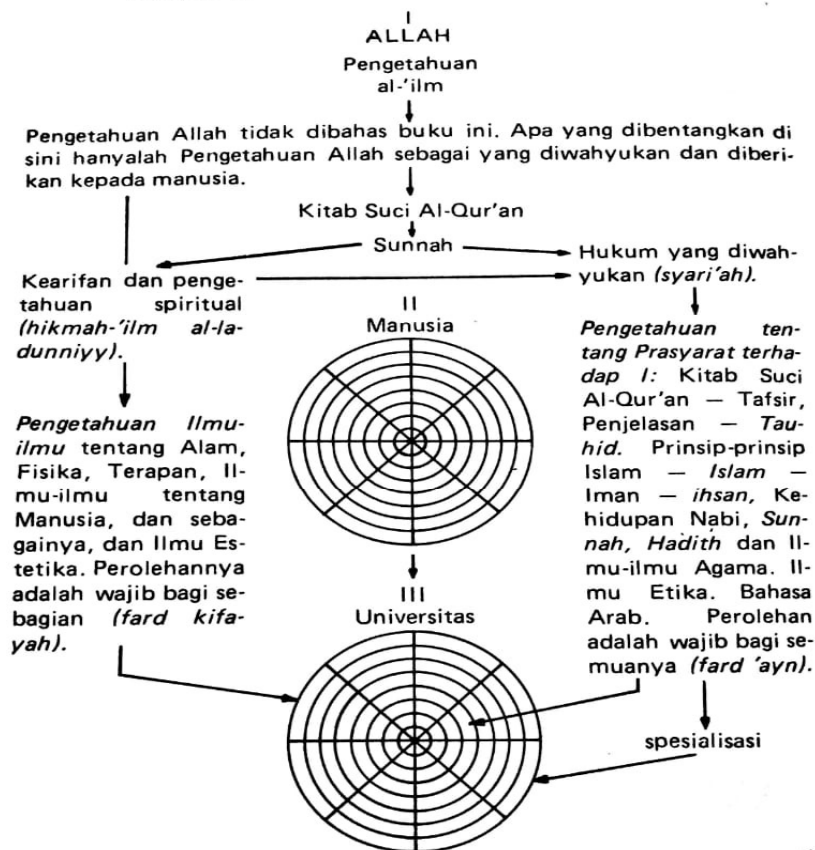 I
ALLAH
Pengetahuan
al-'ilm
Pengetahuan Allah tidak dibahas buku ini. Apa yang dibentangkan di
sini hanyalah Pengetahuan Allah sebagai yang diwahyukan dan diberi-
kan kepada manusia.
Kitab Suci Al-Qur'an
Sunnah
Kearifan dan penge-
tahuan spiritual
(hikmah-'ilm al-la-
dunniyy).
Pengetahuan Ilmu-
ilmu tentang Alam,
Fisika, Terapan, Il-
mu-ilmu tentang
Manusia, dan seba-
gainya, dan Ilmu Es-
tetika. Perolehannya
adalah wajib bagi se-
bagian (fard kifa-
yah).
II
Manusia
III
Universitas
Hukum yang diwah-
yukan (syari'ah).
Pengetahuan ten-
tang Prasyarat terha-
dap I: Kitab Suci
Al-Qur'an — Tafsir,
Penjelasan — Tau-
hid. Prinsip-prinsip
Islam — Islam —
Iman — ihsan, Ke-
hidupan Nabi, Sun-
nah, Hadith dan Il-
mu-ilmu Agama. Il-
mu Etika. Bahasa
Arab. Perolehan
adalah wajib bagi se-
muanya (fard 'ayn).
spesialisasi